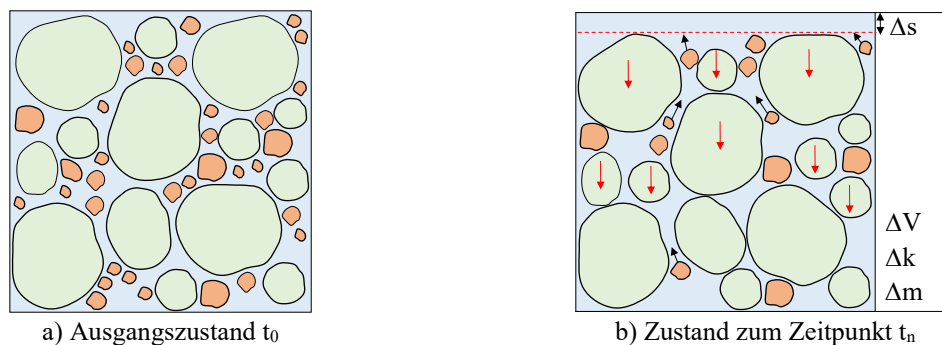 Δs
ΔV
Δk
Δm
a) Ausgangszustand t₀
b) Zustand zum Zeitpunkt tₙ